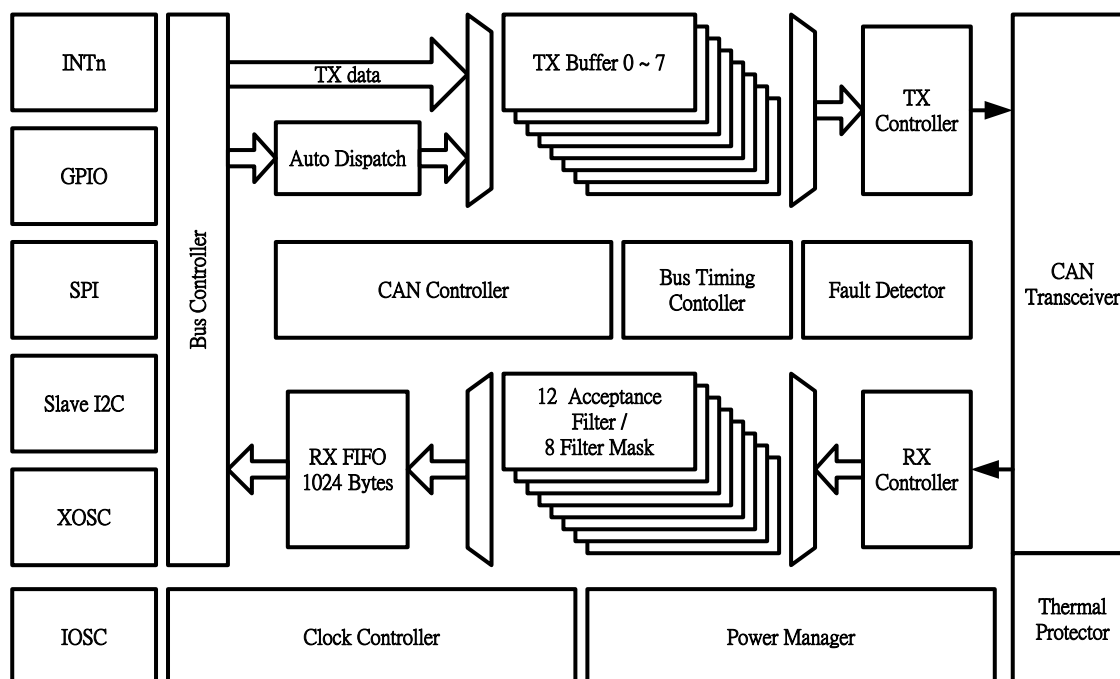 INTn
GPIO
SPI
Slave I2C
XOSC
IOSC
Bus Controller
TX data
Auto Dispatch
TX Buffer 0 ~ 7
TX
Controller
CAN Controller
Bus Timing
Contoller
Fault Detector
CAN
Transceiver
RX FIFO
1024 Bytes
12 Acceptance
Filter /
8 Filter Mask
RX
Controller
Clock Controller
Power Manager
Thermal
Protector